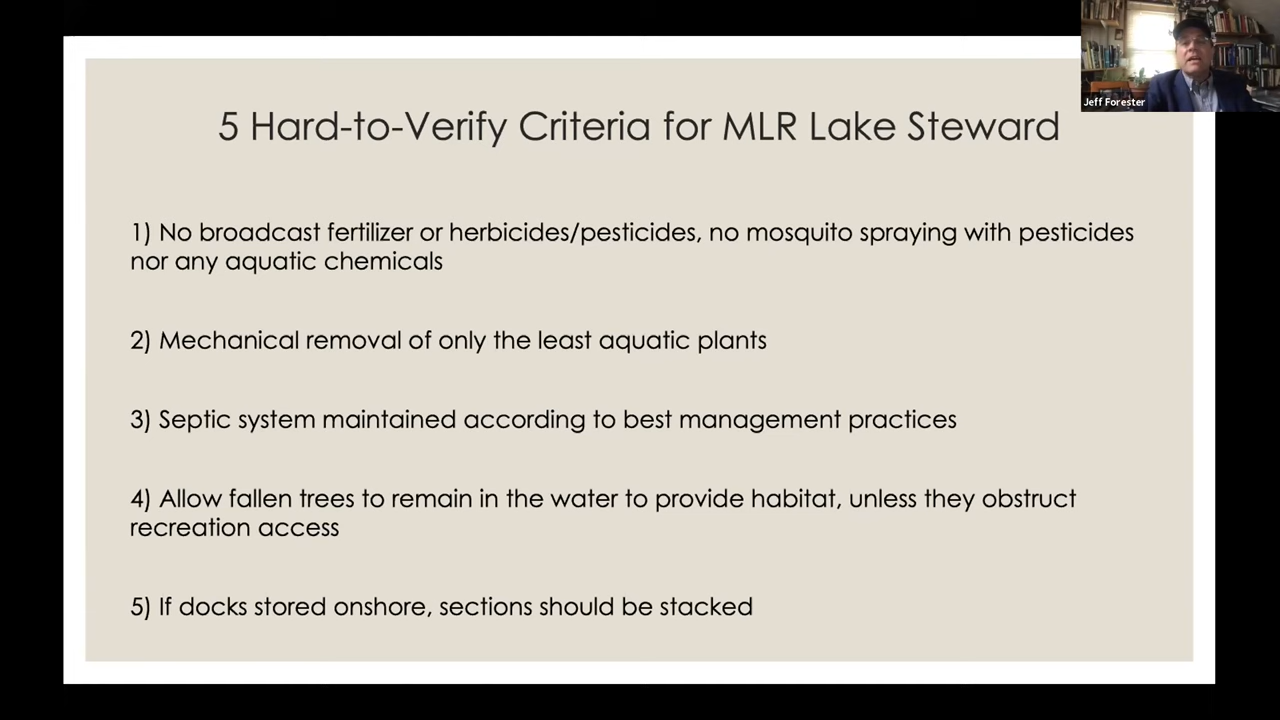 5 Hard-to-Verify Criteria for MLR Lake Steward
Jeff Forester
1) No broadcast fertilizer or herbicides/pesticides, no mosquito spraying with pesticides
nor any aquatic chemicals
2) Mechanical removal of only the least aquatic plants
3) Septic system maintained according to best management practices
4) Allow fallen trees to remain in the water to provide habitat, unless they obstruct
recreation access
5) If docks stored onshore, sections should be stacked